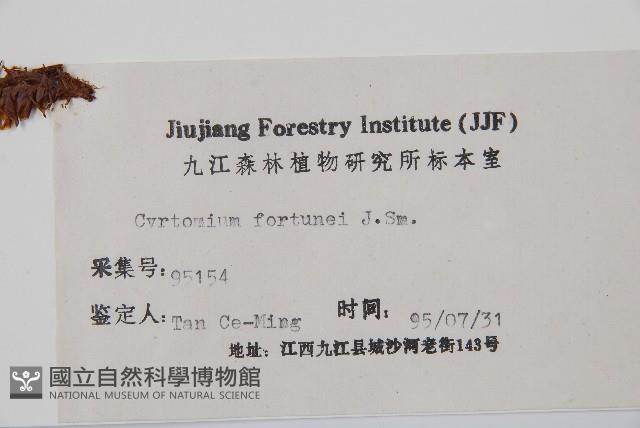 Jiujiang Forestry Institute (JJF)
九江森林植物研究所标本室
Cyrtomium fortunei J.Sm.
采集号: 95154
鉴定人: Tan Ce-Ming 时间: 95/07/31
地址: 江西九江县城沙河老街143号
國立自然科學博物館
NATIONAL MUSEUM OF NATURAL SCIENCE